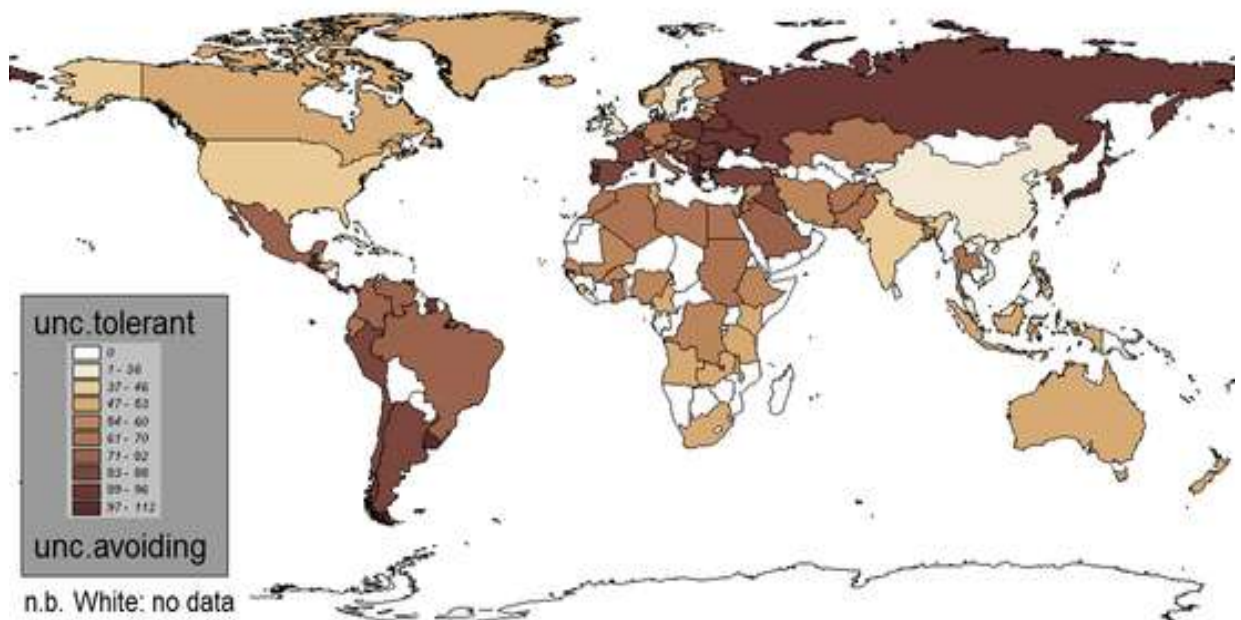 unc.tolerant
0
1 - 36
37 - 46
47 - 53
54 - 60
61 - 70
71 - 82
83 - 88
89 - 96
97 - 112
unc.avoiding
n.b. White: no data